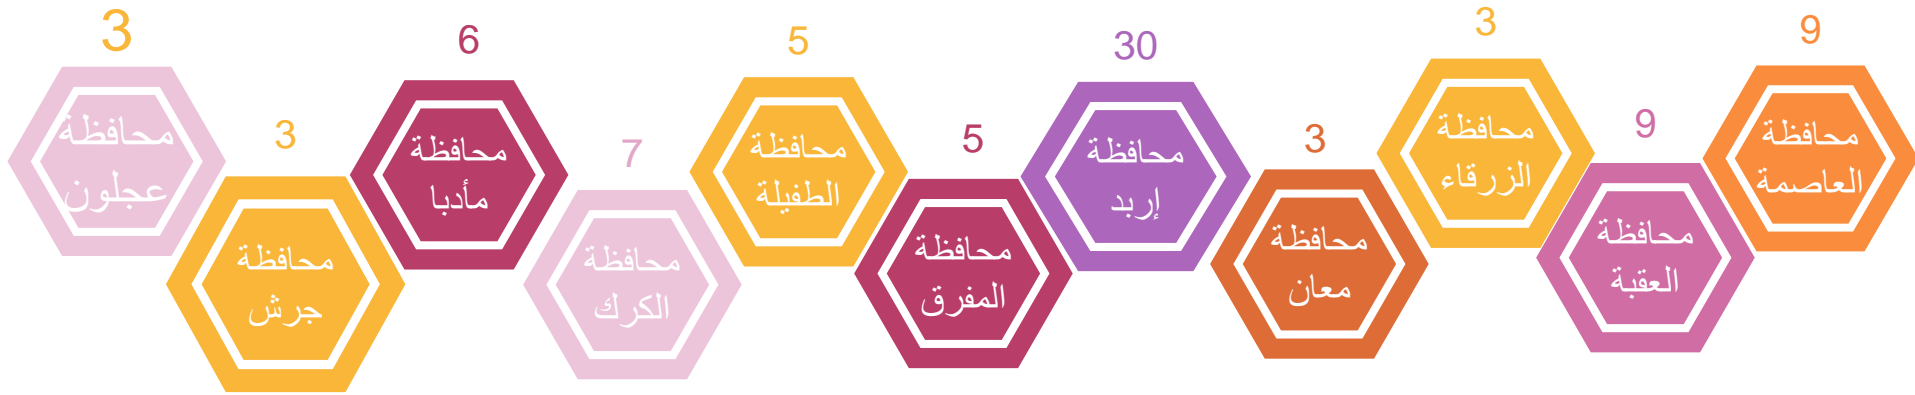 9
محافظة
العاصمة
9
محافظة
العقبة
3
محافظة
الزرقاء
3
محافظة
معان
30
محافظة
إربد
5
محافظة
المفرق
5
محافظة
الطفيلة
7
محافظة
الكرك
6
محافظة
مأدبا
3
محافظة
جرش
3
محافظة
عجلون